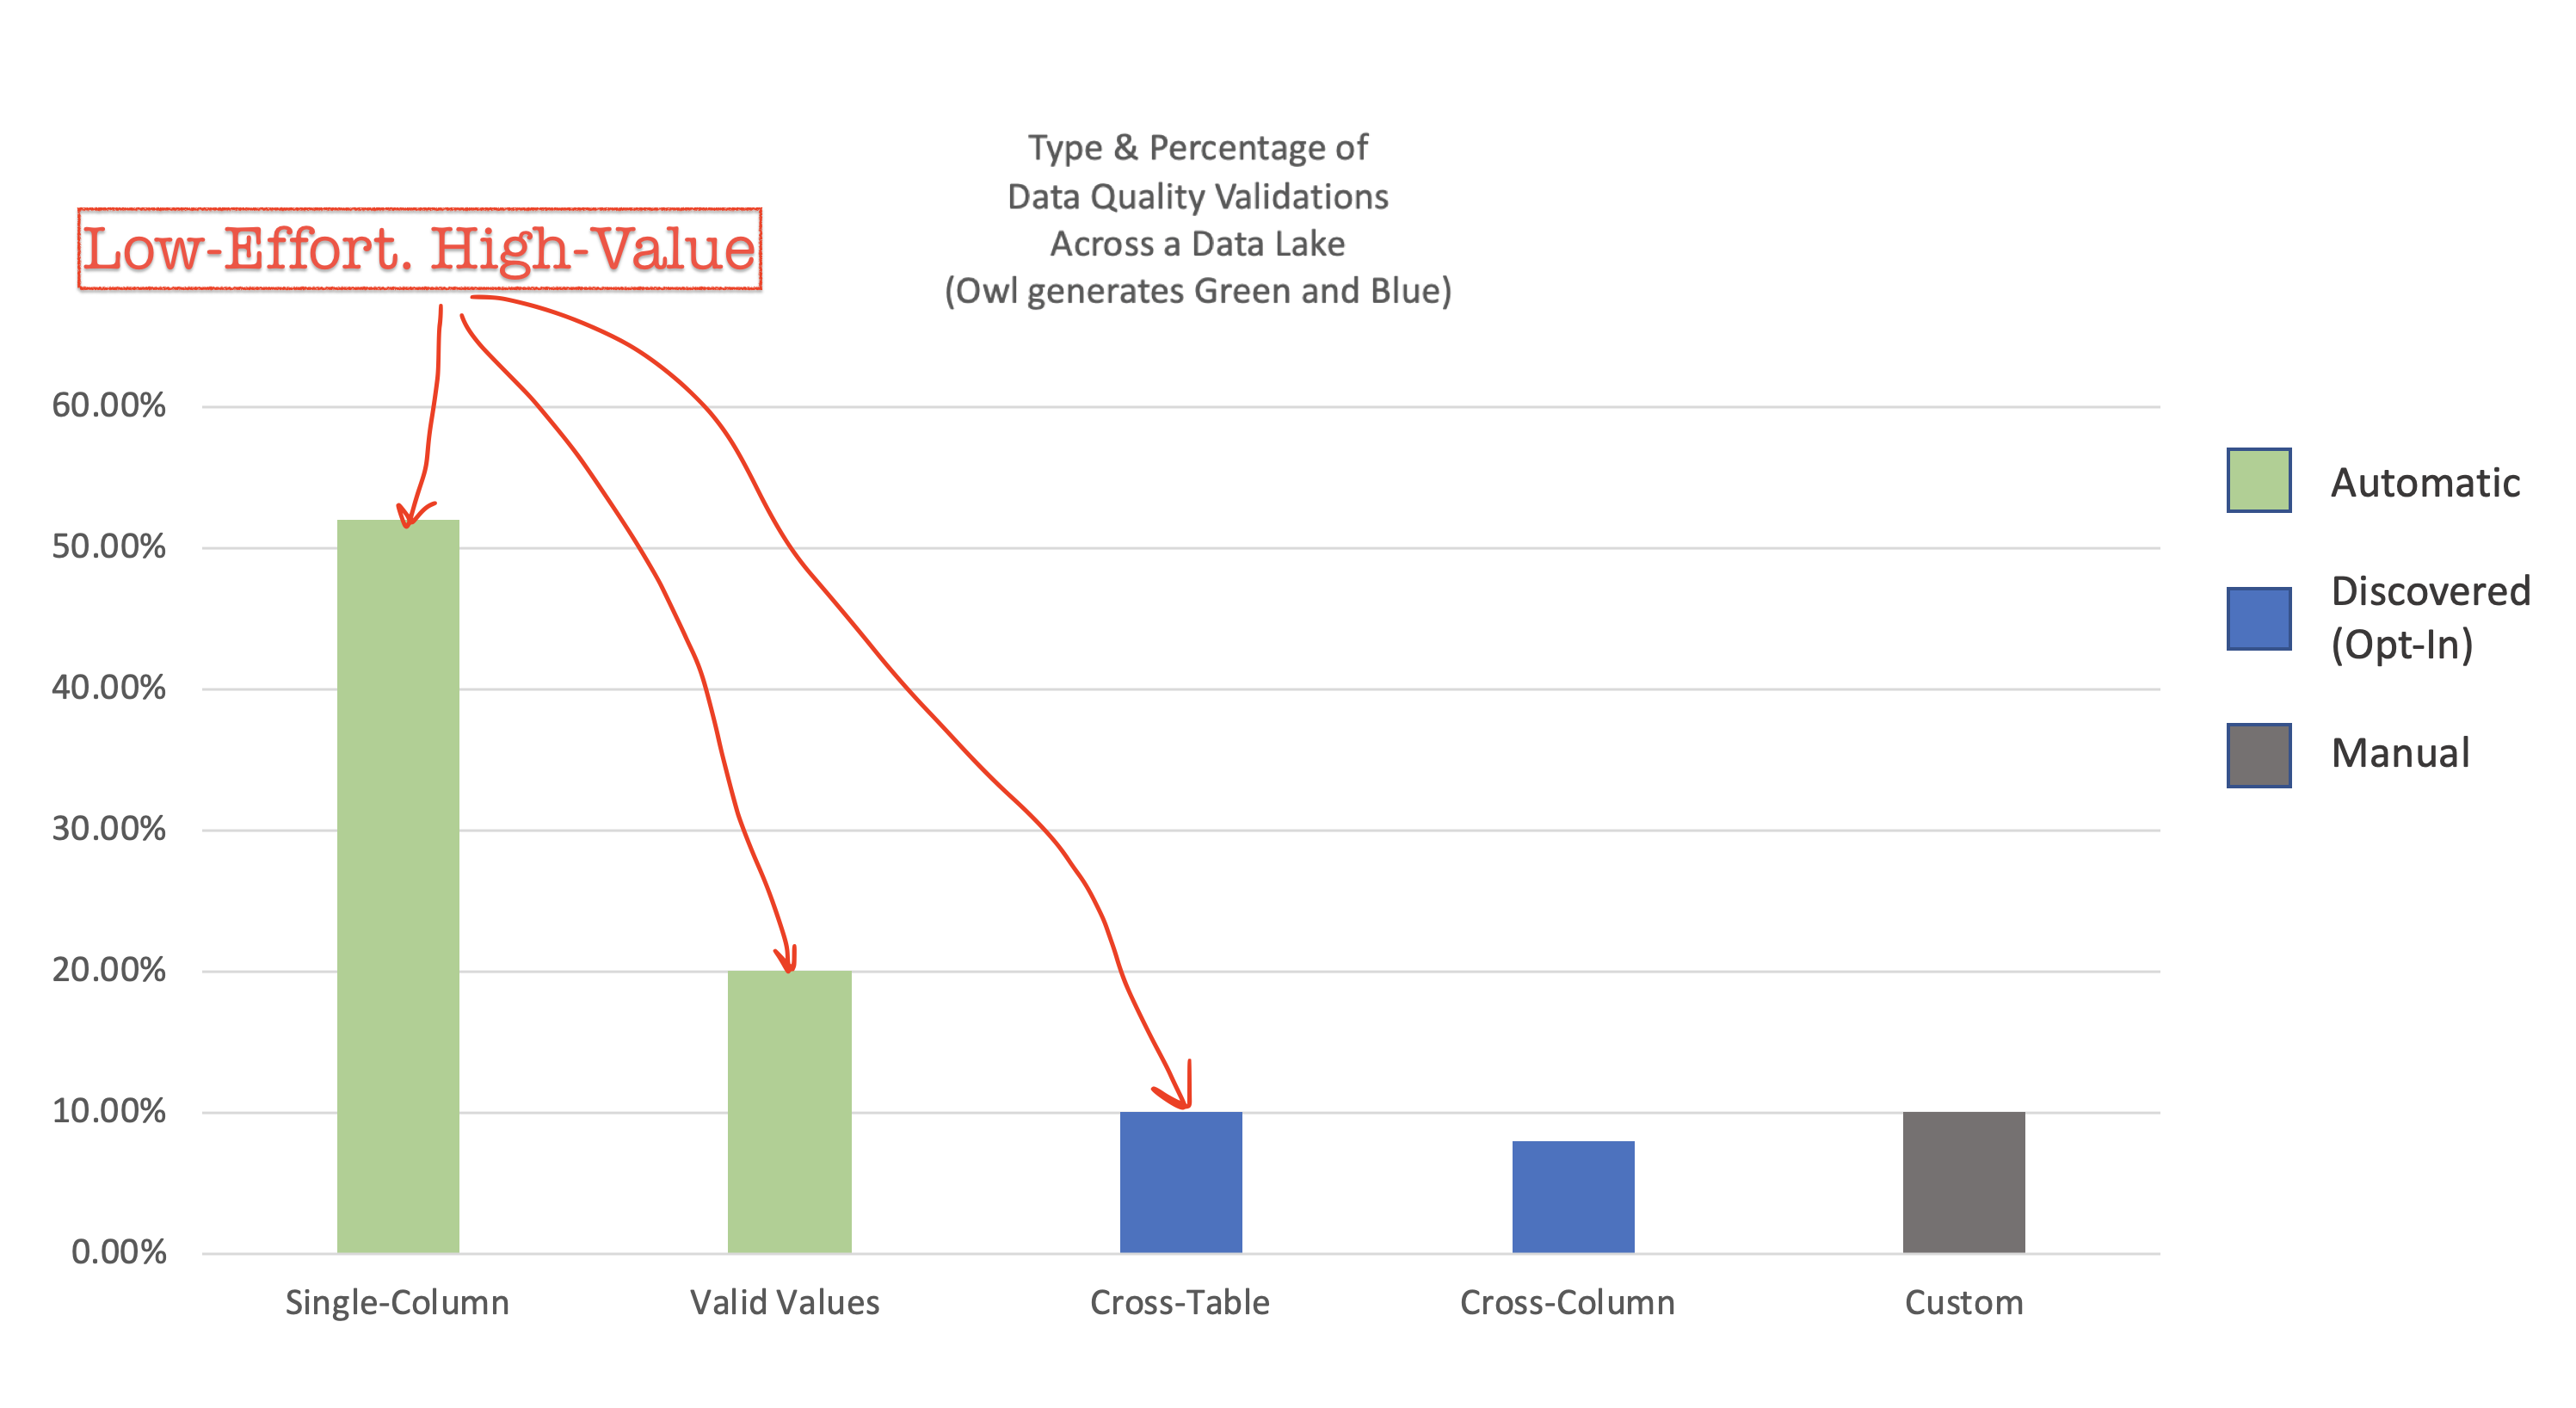 Type & Percentage of
Data Quality Validations
Across a Data Lake
(Owl generates Green and Blue)
Low-Effort. High-Value
60.00%
50.00%
40.00%
30.00%
20.00%
10.00%
0.00%
Single-Column
Valid Values
Cross-Table
Cross-Column
Custom
Automatic
Discovered
(Opt-In)
Manual